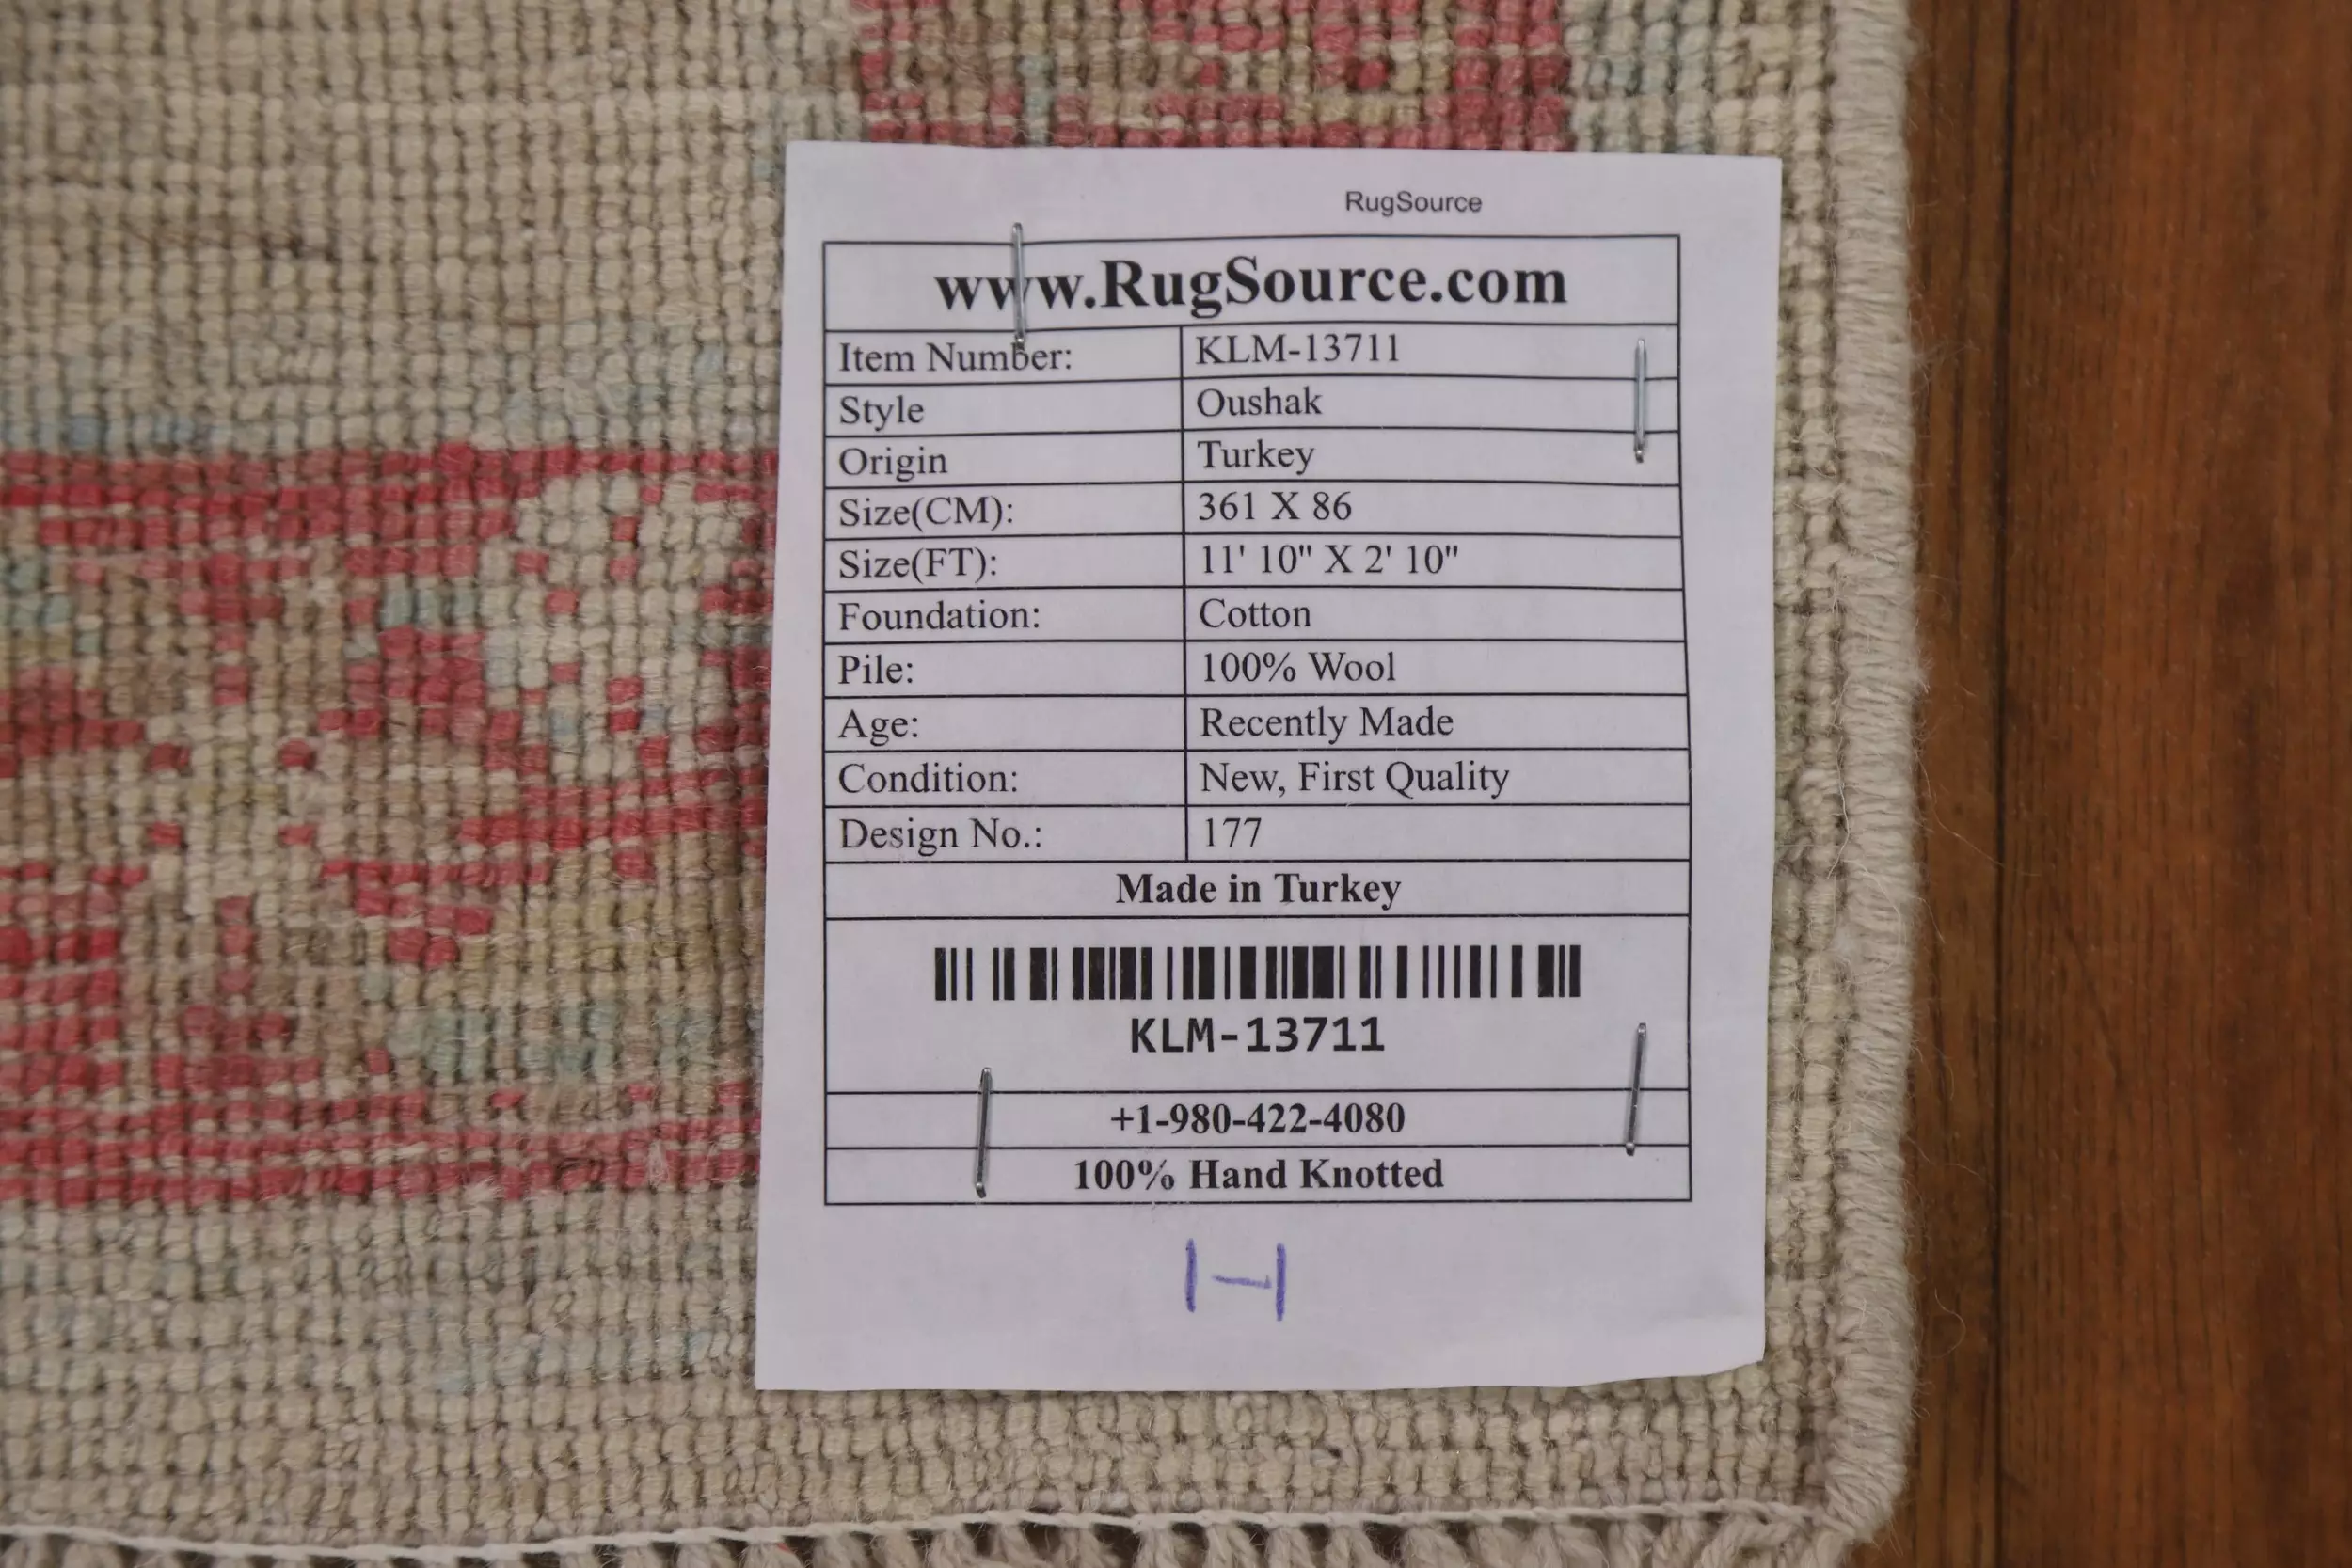 RugSource
www.RugSource.com
Item Number: KLM-13711
Style Oushak
Origin Turkey
Size(CM): 361 X 86
Size(FT): 11' 10" X 2' 10"
Foundation: Cotton
Pile: 100% Wool
Age: Recently Made
Condition: New, First Quality
Design No.: 177
Made in Turkey
KLM-13711
+1-980-422-4080
100% Hand Knotted
1-1